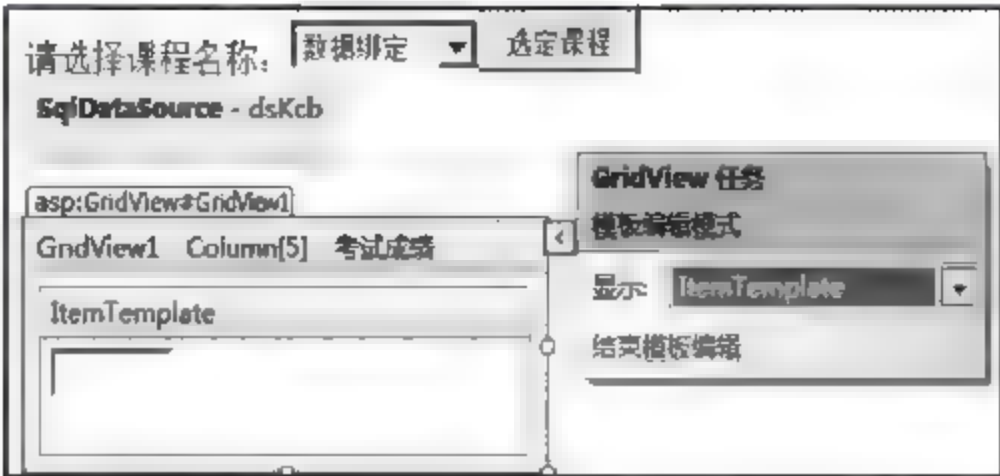 请选择课程名称: 数据绑定 选定课程
SqlDataSource - dsKcb
asp:GridView#GridView1
GridView1 Column[5] 考试成绩
ItemTemplate
GridView 任务
模板编辑模式
显示: ItemTemplate
结束模板编辑